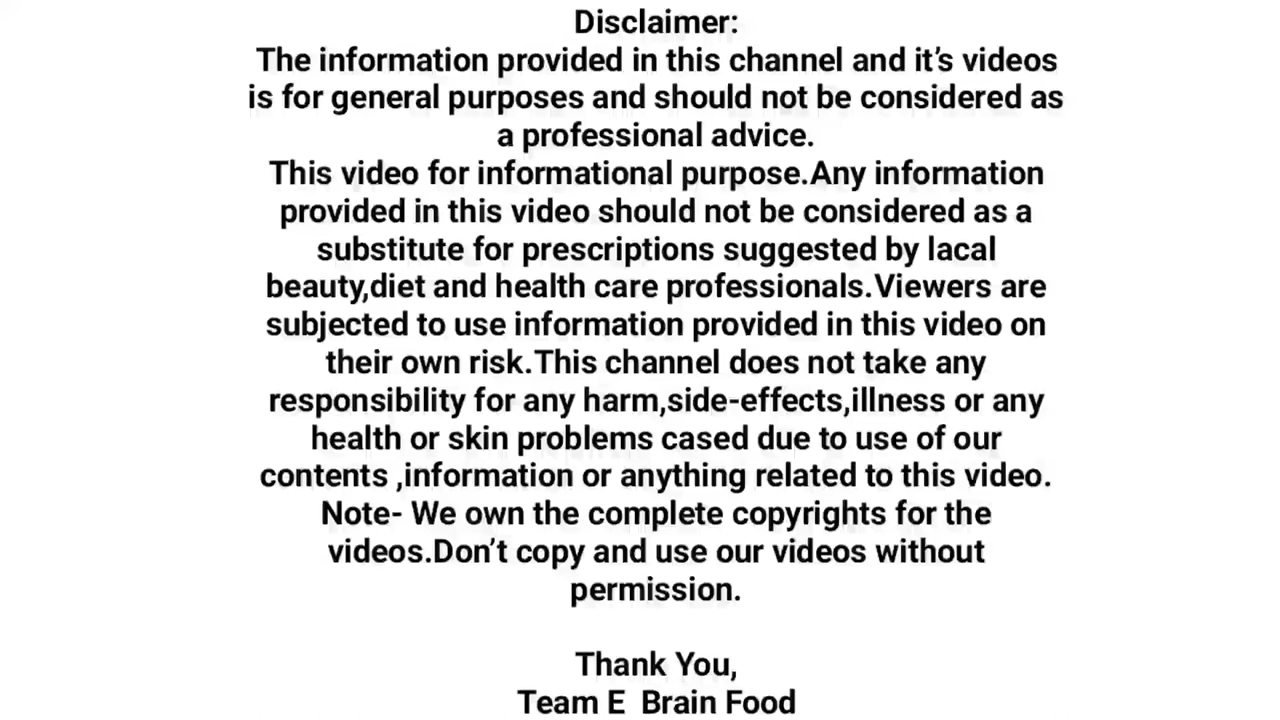 Disclaimer:
The information provided in this channel and it's videos
is for general purposes and should not be considered as
a professional advice.
This video for informational purpose.Any information
provided in this video should not be considered as a
substitute for prescriptions suggested by lacal
beauty,diet and health care professionals.Viewers are
subjected to use information provided in this video on
their own risk.This channel does not take any
responsibility for any harm,side-effects,illness or any
health or skin problems cased due to use of our
contents ,information or anything related to this video.
Note- We own the complete copyrights for the
videos.Don't copy and use our videos without
permission.
Thank You,
Team E  Brain Food